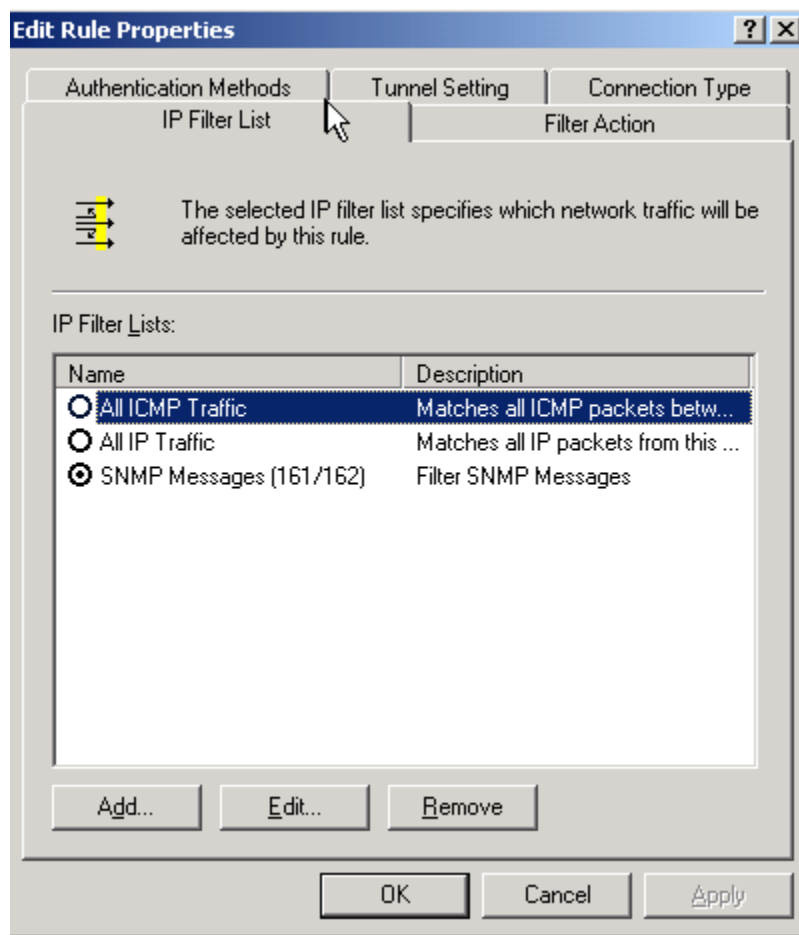 Edit Rule Properties
Authentication Methods
Tunnel Setting
Connection Type
IP Filter List
Filter Action
The selected IP filter list specifies which network traffic will be
affected by this rule.
IP Filter Lists:
Name Description
All ICMP Traffic Matches all ICMP packets betw...
All IP Traffic Matches all IP packets from this ...
SNMP Messages (161/162) Filter SNMP Messages
Add... Edit... Remove
OK Cancel Apply